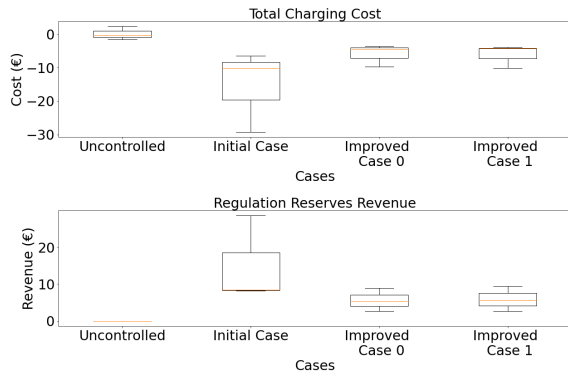 Total Charging Cost
Cost (€)
0
−10
−20
−30
Uncontrolled Initial Case Improved Improved
Case 0 Case 1
Cases
Regulation Reserves Revenue
Revenue (€)
20
10
0
Uncontrolled Initial Case Improved Improved
Case 0 Case 1
Cases